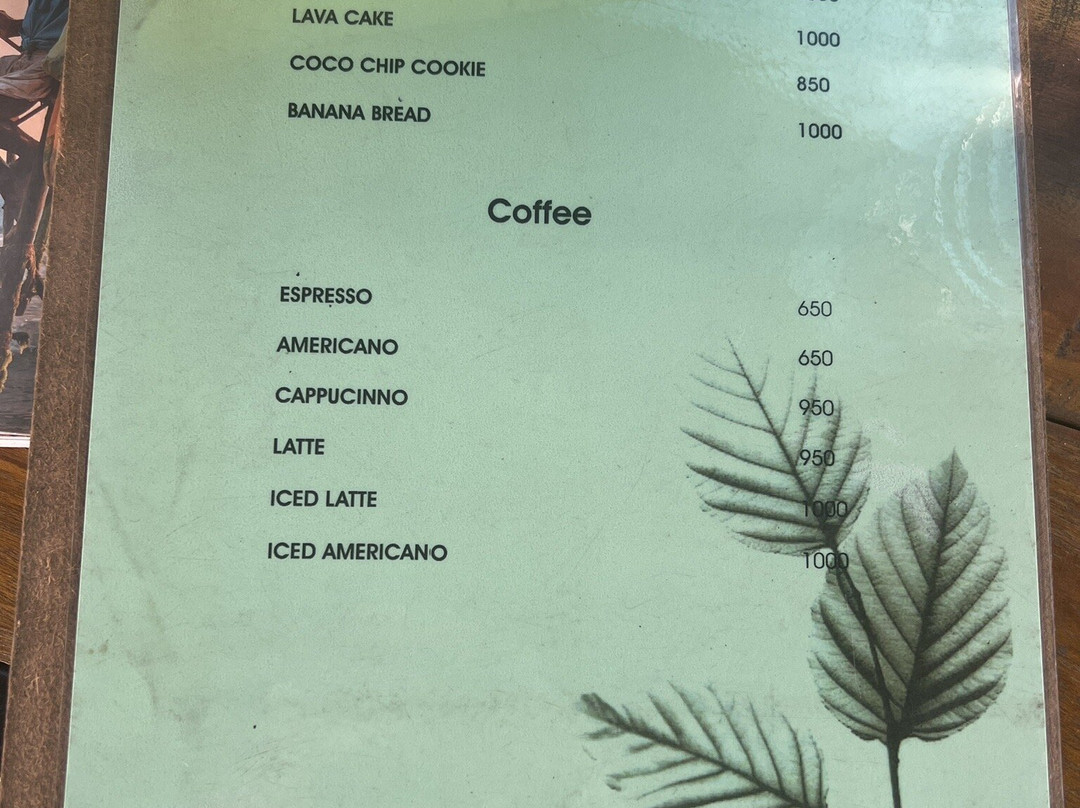 LAVA CAKE 1000
COCO CHIP COOKIE 850
BANANA BREAD 1000
Coffee
ESPRESSO 650
AMERICANO 650
CAPPUCINNO 950
LATTE 950
ICED LATTE 1000
ICED AMERICANO 1000